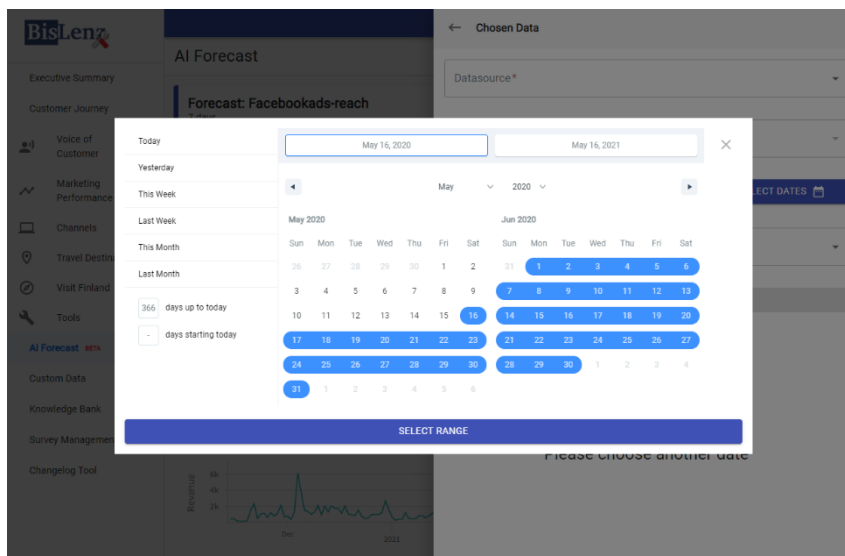 BisLenz
← Chosen Data
AI Forecast
Datasource*
Executive Summary
Forecast: Facebookads-reach
7 days
Customer Journey
Voice of
Customer
Marketing
Performance
Channels
Travel Destin
Visit Finland
Tools
AI Forecast BETA
Custom Data
Knowledge Bank
Survey Managemen
Changelog Tool
Today
Yesterday
This Week
Last Week
This Month
Last Month
366 days up to today
- days starting today
May 16, 2020 May 16, 2021
May 2020
May 2020 Jun 2020
Sun Mon Tue Wed Thu Fri Sat Sun Mon Tue Wed Thu Fri Sat
26 27 28 29 30 1 2 31 1 2 3 4 5 6
3 4 5 6 7 8 9 7 8 9 10 11 12 13
10 11 12 13 14 15 16 14 15 16 17 18 19 20
17 18 19 20 21 22 23 21 22 23 24 25 26 27
24 25 26 27 28 29 30 28 29 30 1 2 3 4
31 1 2 3 4 5 6
SELECT RANGE
LECT DATES
Please choose another date
Revenue
6k
4k
2k
Dec 2021